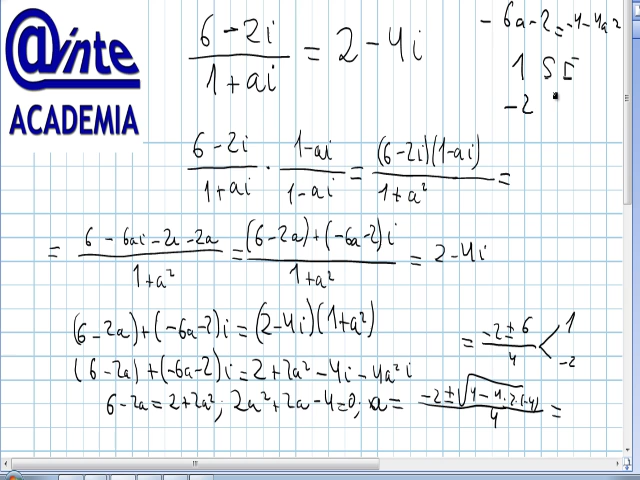 @inte
ACADEMIA
(6 - 2i)/(1 + ai) = 2 - 4i
-6a - 2 = -4 - 4a²
1 SI
-2
(6 - 2i)/(1 + ai) · (1 - ai)/(1 - ai) = (6 - 2i)(1 - ai)/(1 + a²) =
= (6 - 6ai - 2i - 2a)/(1 + a²) = ((6 - 2a) + (-6a - 2)i)/(1 + a²) = 2 - 4i
(6 - 2a) + (-6a - 2)i = (2 - 4i)(1 + a²)
(6 - 2a) + (-6a - 2)i = 2 + 2a² - 4i - 4a²i
6 - 2a = 2 + 2a²; 2a² + 2a - 4 = 0; a = (-2 ± √(4 - 4·2·(-4)))/4 =
= (-2 ± 6)/4 < 1
-2